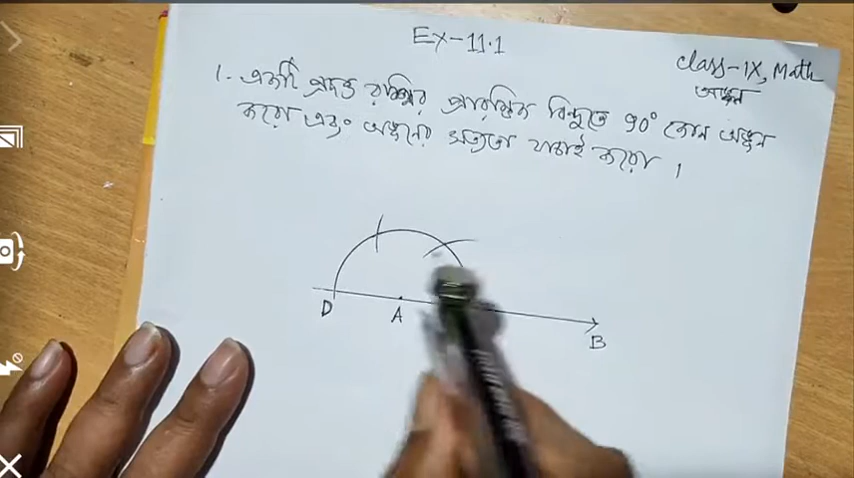 Ex-11.1
Class-IX, Math
অঙ্কন
1. একটি প্রদত্ত রশ্মির প্রারম্ভিক বিন্দুতে 90° কোন অঙ্কন
করো এবং অঙ্কনের সত্যতা যাচাই করো ।
D
A
B